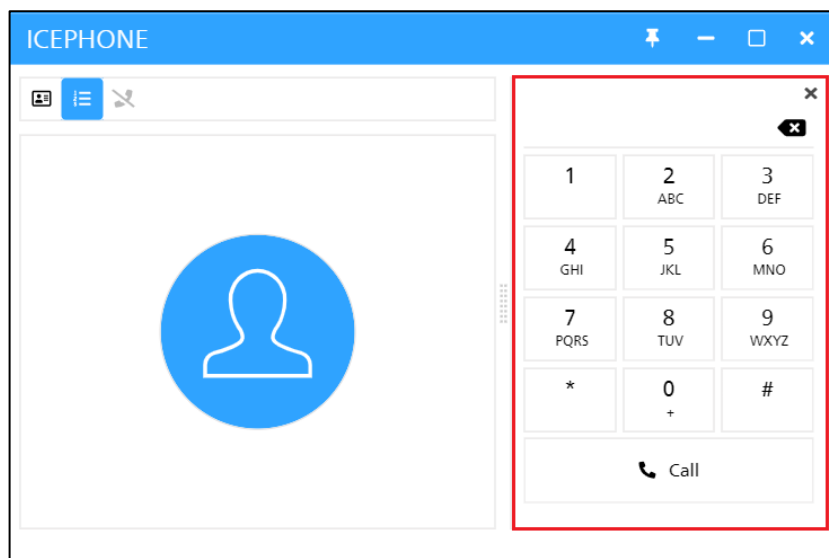 ICEPHONE
1 2 3
ABC DEF
4 5 6
GHI JKL MNO
7 8 9
PQRS TUV WXYZ
* 0 #
+
Call